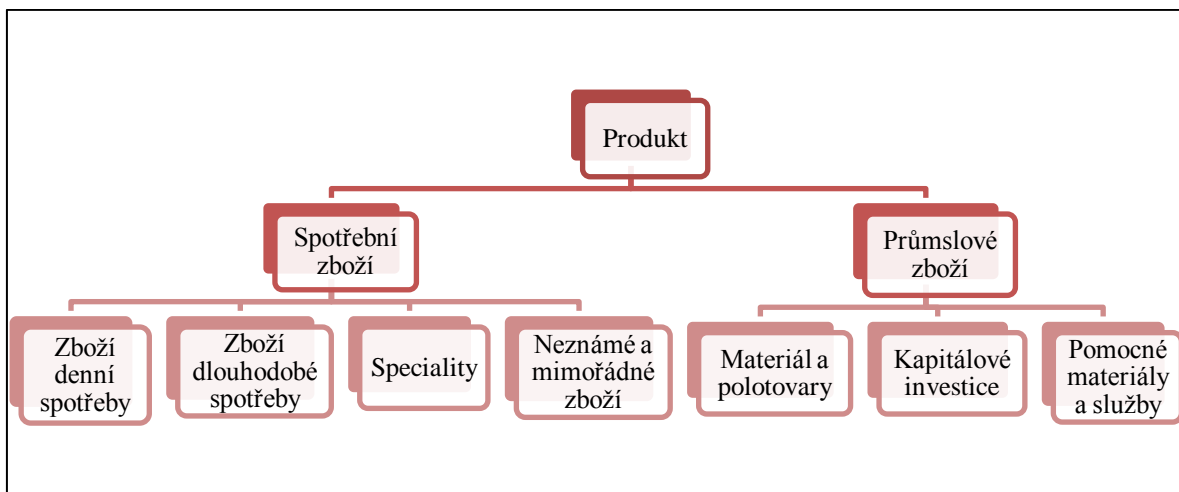 Produkt
Spotřební
zboží
Průmslové
zboží
Zboží
denní
spotřeby
Zboží
dlouhodobé
spotřeby
Speciality
Neznámé a
mimořádné
zboží
Materiál a
polotovary
Kapitálové
investice
Pomocné
materiály
a služby